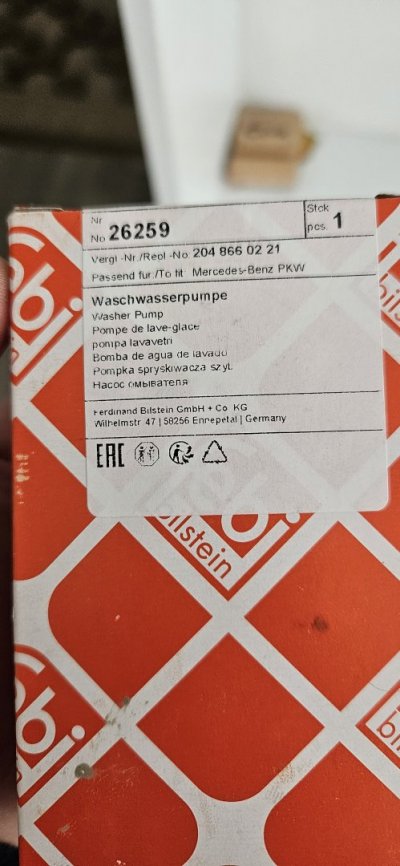 Nr
No 26259
Stck
pcs. 1
Vergl.-Nr./Repl.-No. 204 866 02 21
Passend für/To fit: Mercedes-Benz PKW
Waschwasserpumpe
Washer Pump
Pompe de lave-glace
pompa lavavetri
Bomba de agua de lavado
Pompka spryskiwacza szyb
Насос омывателя
Ferdinand Bilstein GmbH + Co. KG
Wilhelmstr. 47 | 58256 Ennepetal | Germany
EAC
febi
bilstein